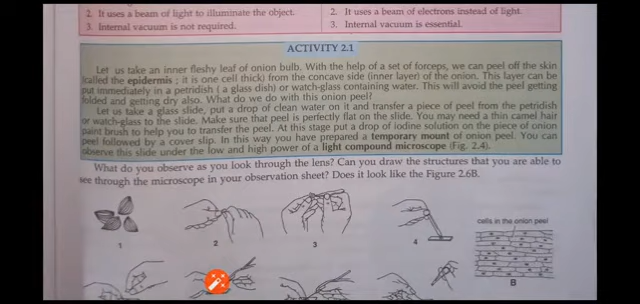 2. It uses a beam of light to illuminate the object.
3. Internal vacuum is not required.
2. It uses a beam of electrons instead of light.
3. Internal vacuum is essential.
ACTIVITY 2.1
Let us take an inner fleshy leaf of onion bulb. With the help of a set of forceps, we can peel off the skin
(called the epidermis ; it is one cell thick) from the concave side (inner layer) of the onion. This layer can be
put immediately in a petridish ( a glass dish) or watch-glass containing water. This will avoid the peel getting
folded and getting dry also. What do we do with this onion peel?
Let us take a glass slide, put a drop of clean water on it and transfer a piece of peel from the petridish
or watch-glass to the slide. Make sure that peel is perfectly flat on the slide. You may need a thin camel hair
paint brush to help you to transfer the peel. At this stage put a drop of iodine solution on the piece of onion
peel followed by a cover slip. In this way you have prepared a temporary mount of onion peel. You can
observe this slide under the low and high power of a light compound microscope (Fig. 2.4).
What do you observe as you look through the lens? Can you draw the structures that you are able to
see through the microscope in your observation sheet? Does it look like the Figure 2.6B?
cells in the onion peel
1
2
3
4
B